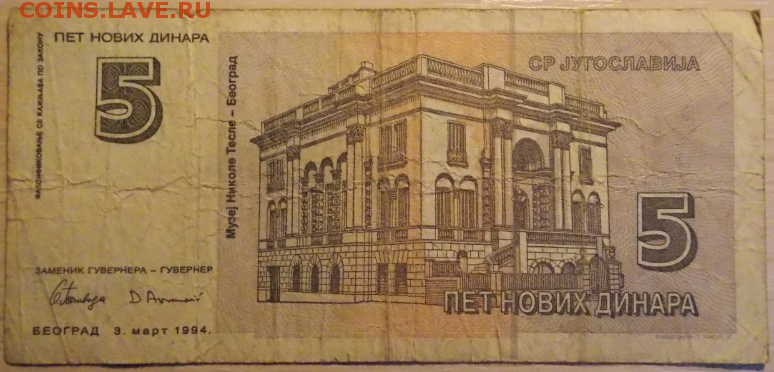 COINS.LAVE.RU
ПЕТ НОВИХ ДИНАРА
5
ФАЛСИФИКОВАЊЕ СЕ КАЖЊАВА ПО ЗАКОНУ
Музеј Николе Тесле – Београд
СР ЈУГОСЛАВИЈА
5
ЗАМЕНИК ГУВЕРНЕРА – ГУВЕРНЕР
ПЕТ НОВИХ ДИНАРА
БЕОГРАД 3. март 1994.